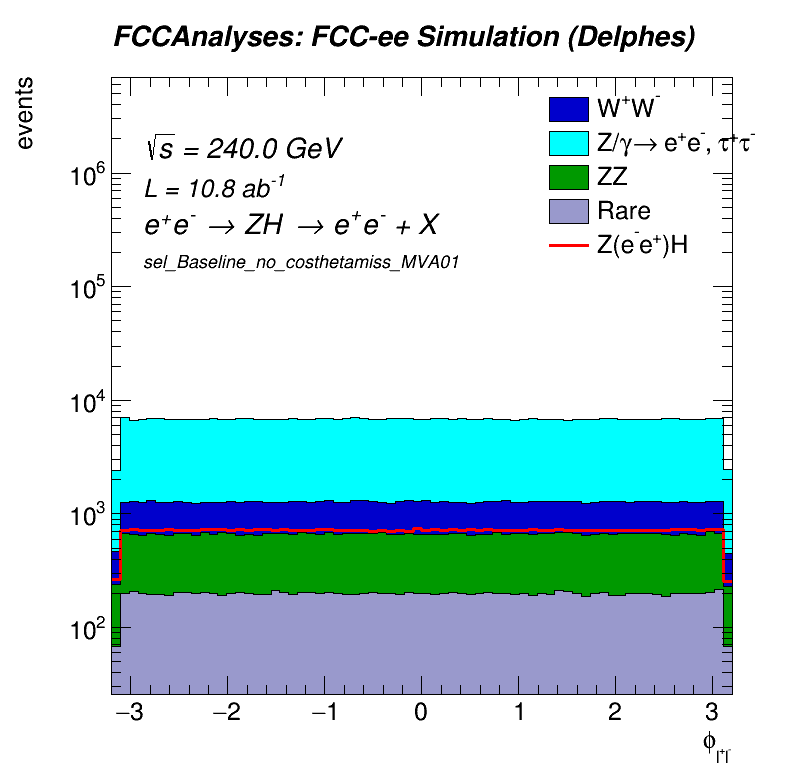 FCCAnalyses: FCC-ee Simulation (Delphes)
events
√s = 240.0 GeV
L = 10.8 ab⁻¹
e⁺e⁻ → ZH → e⁺e⁻ + X
sel_Baseline_no_costhetamiss_MVA01
W⁺W⁻
Z/γ→ e⁺e⁻, τ⁺τ⁻
ZZ
Rare
Z(e⁻e⁺)H
10⁶
10⁵
10⁴
10³
10²
−3 −2 −1 0 1 2 3
ϕ_l⁺l⁻